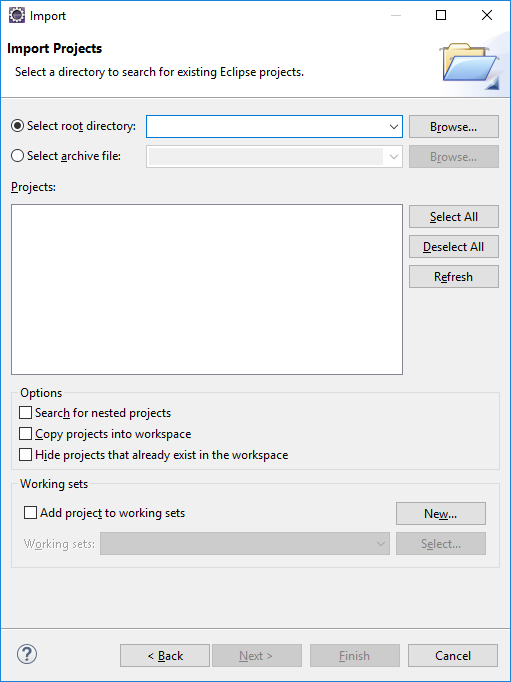 Import
Import Projects
Select a directory to search for existing Eclipse projects.
Select root directory: Browse...
Select archive file: Browse...
Projects:
Select All
Deselect All
Refresh
Options
Search for nested projects
Copy projects into workspace
Hide projects that already exist in the workspace
Working sets
Add project to working sets New...
Working sets: Select...
? < Back Next > Finish Cancel